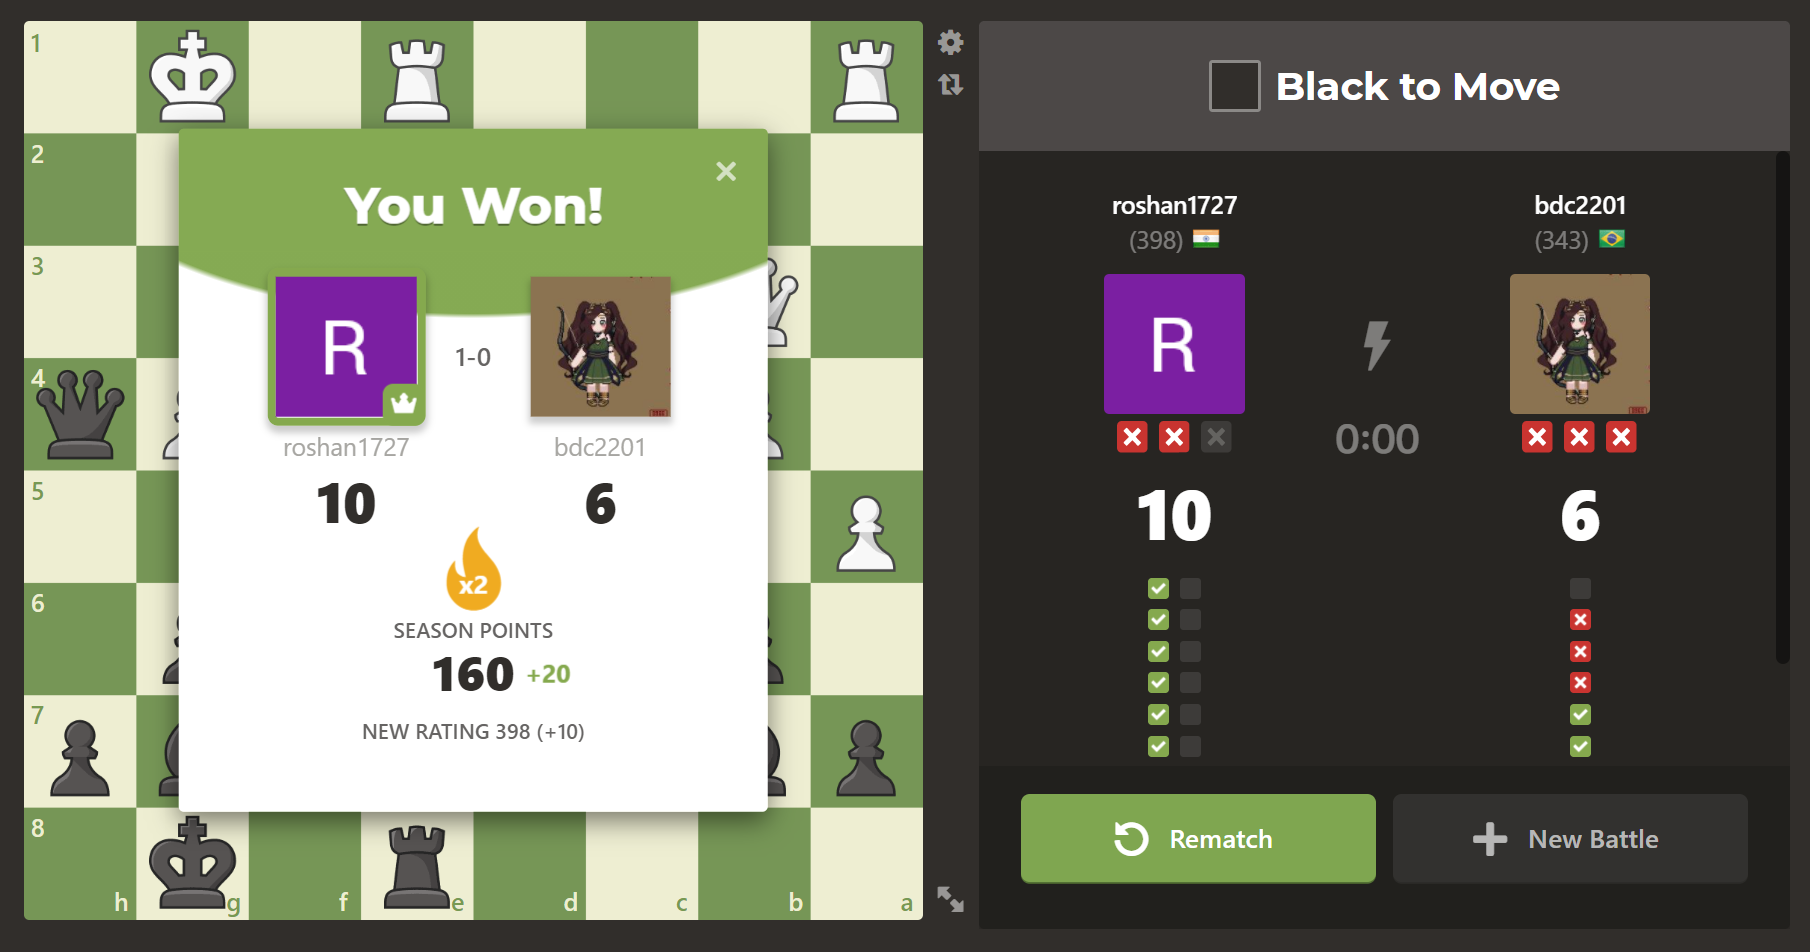 1
2
3
4
5
6
7
8
h
g
f
e
d
c
b
a
You Won!
R
1-0
roshan1727
bdc2201
10
6
x2
SEASON POINTS
160 +20
NEW RATING 398 (+10)
Black to Move
roshan1727
(398)
bdc2201
(343)
R
0:00
10
6
Rematch
New Battle